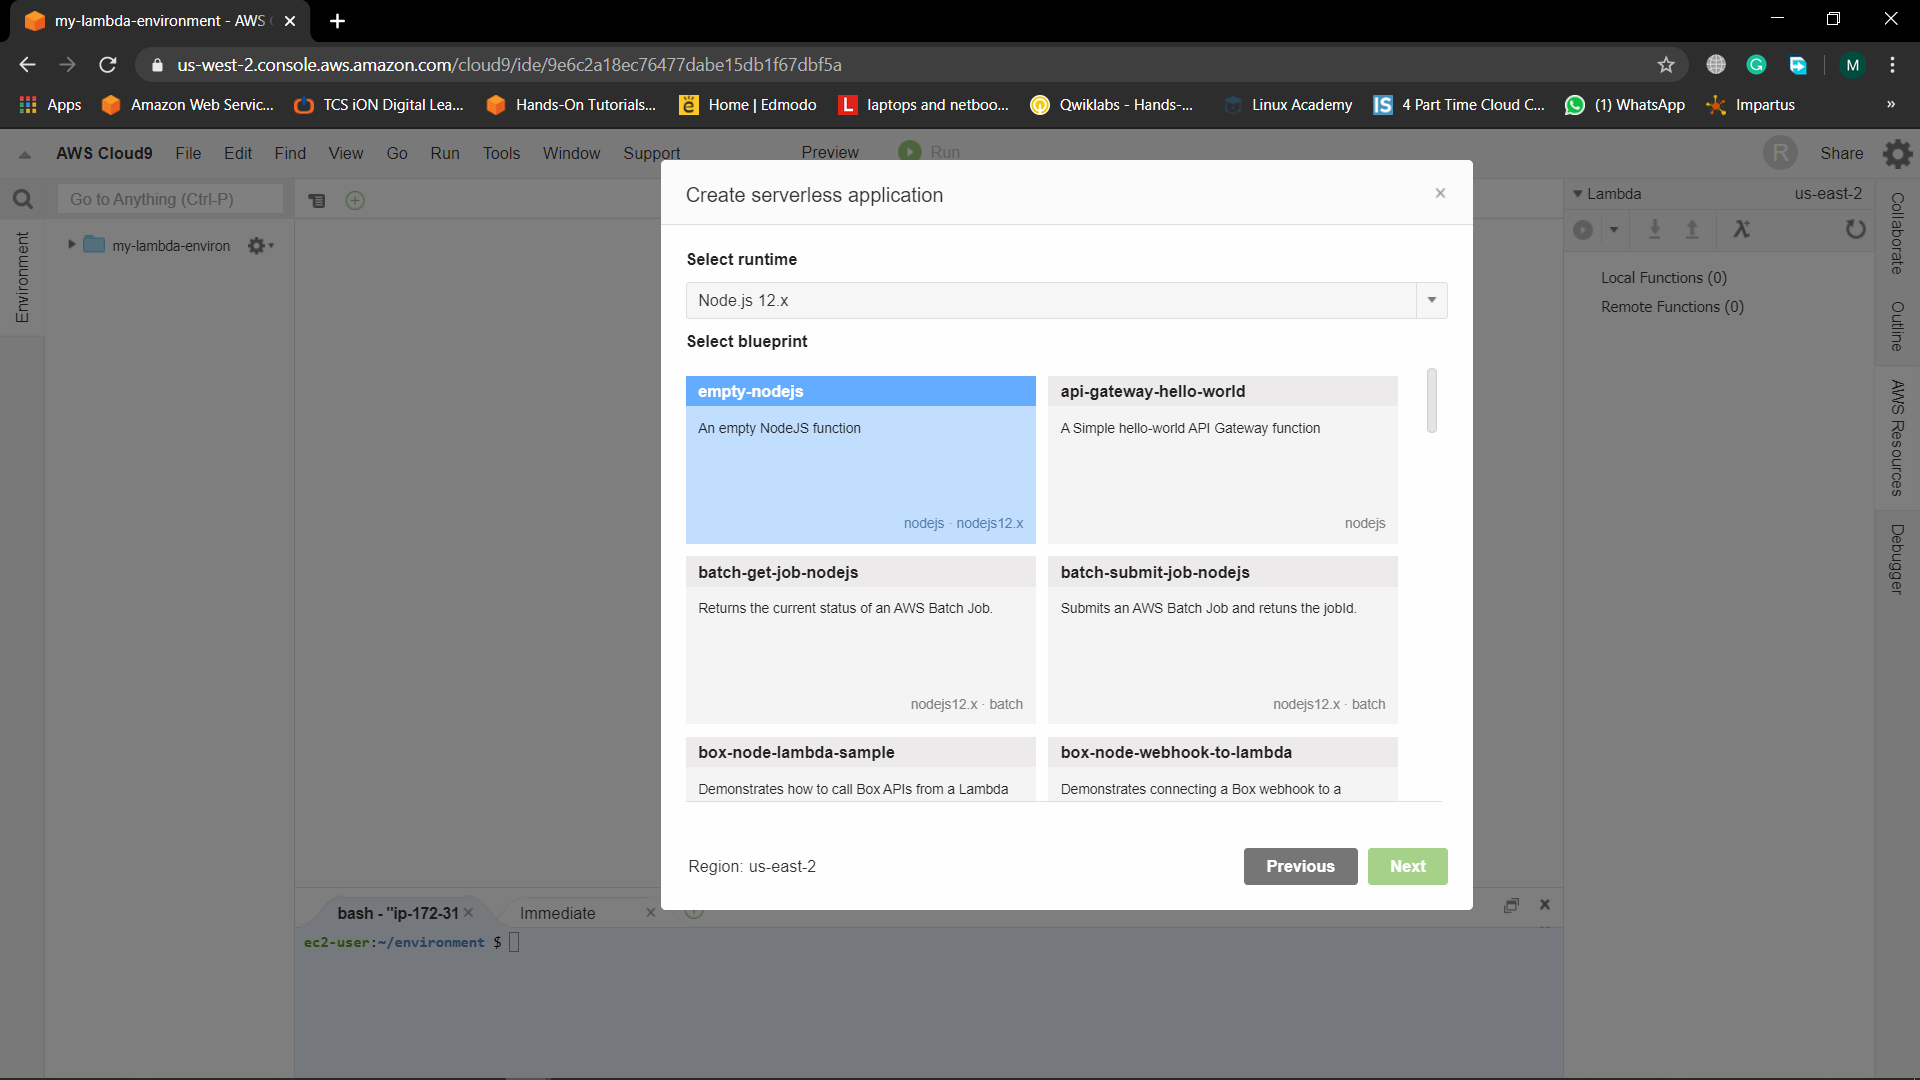 my-lambda-environment - AWS C
us-west-2.console.aws.amazon.com/cloud9/ide/9e6c2a18ec76477dabe15db1f67dbf5a
M
Apps Amazon Web Servic... TCS iON Digital Lea... Hands-On Tutorials... Home | Edmodo laptops and netboo... Qwiklabs - Hands-... Linux Academy 4 Part Time Cloud C... (1) WhatsApp Impartus »
AWS Cloud9 File Edit Find View Go Run Tools Window Support Preview Run R Share
Go to Anything (Ctrl-P)
Environment
my-lambda-environ
Create serverless application
Select runtime
Node.js 12.x
Select blueprint
empty-nodejs
An empty NodeJS function
nodejs · nodejs12.x
api-gateway-hello-world
A Simple hello-world API Gateway function
nodejs
batch-get-job-nodejs
Returns the current status of an AWS Batch Job.
nodejs12.x · batch
batch-submit-job-nodejs
Submits an AWS Batch Job and retuns the jobId.
nodejs12.x · batch
box-node-lambda-sample
Demonstrates how to call Box APIs from a Lambda
box-node-webhook-to-lambda
Demonstrates connecting a Box webhook to a
Region: us-east-2
Previous
Next
Lambda us-east-2
Local Functions (0)
Remote Functions (0)
Collaborate
Outline
AWS Resources
Debugger
bash - "ip-172-31 Immediate
ec2-user:~/environment $